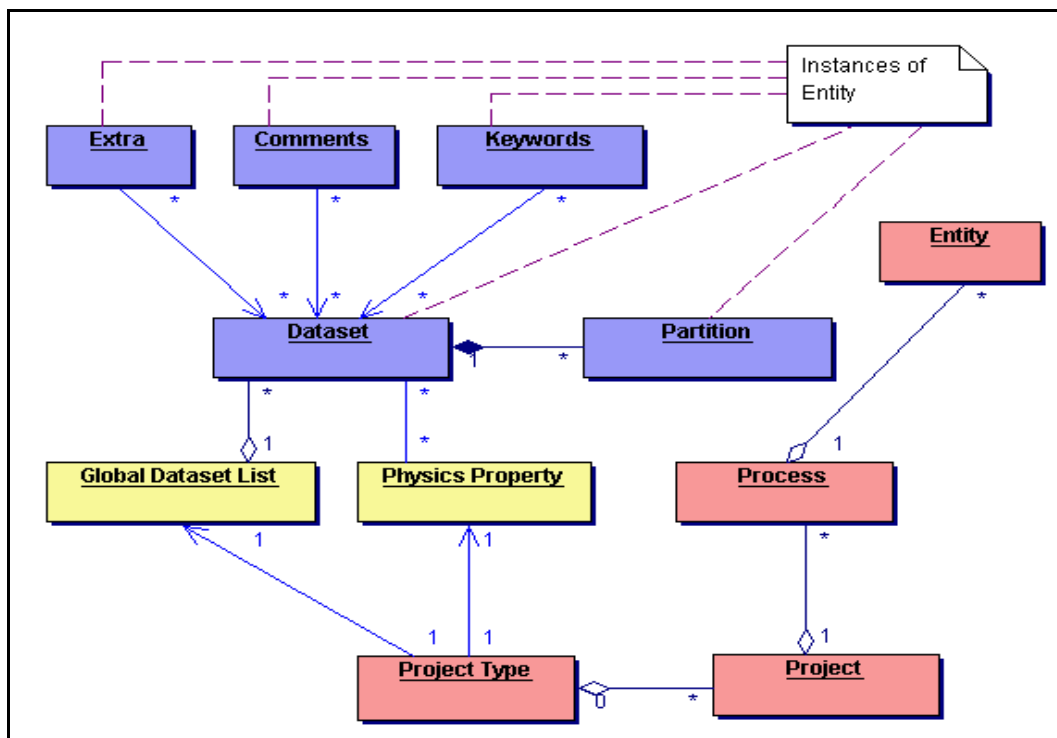 Instances of
Entity
Extra
Comments
Keywords
*
*
*
Entity
*
*
*
*
Dataset
Partition
1
*
*
*
*
1
1
Global Dataset List
Physics Property
Process
1
1
*
1
1
1
Project Type
Project
0
*